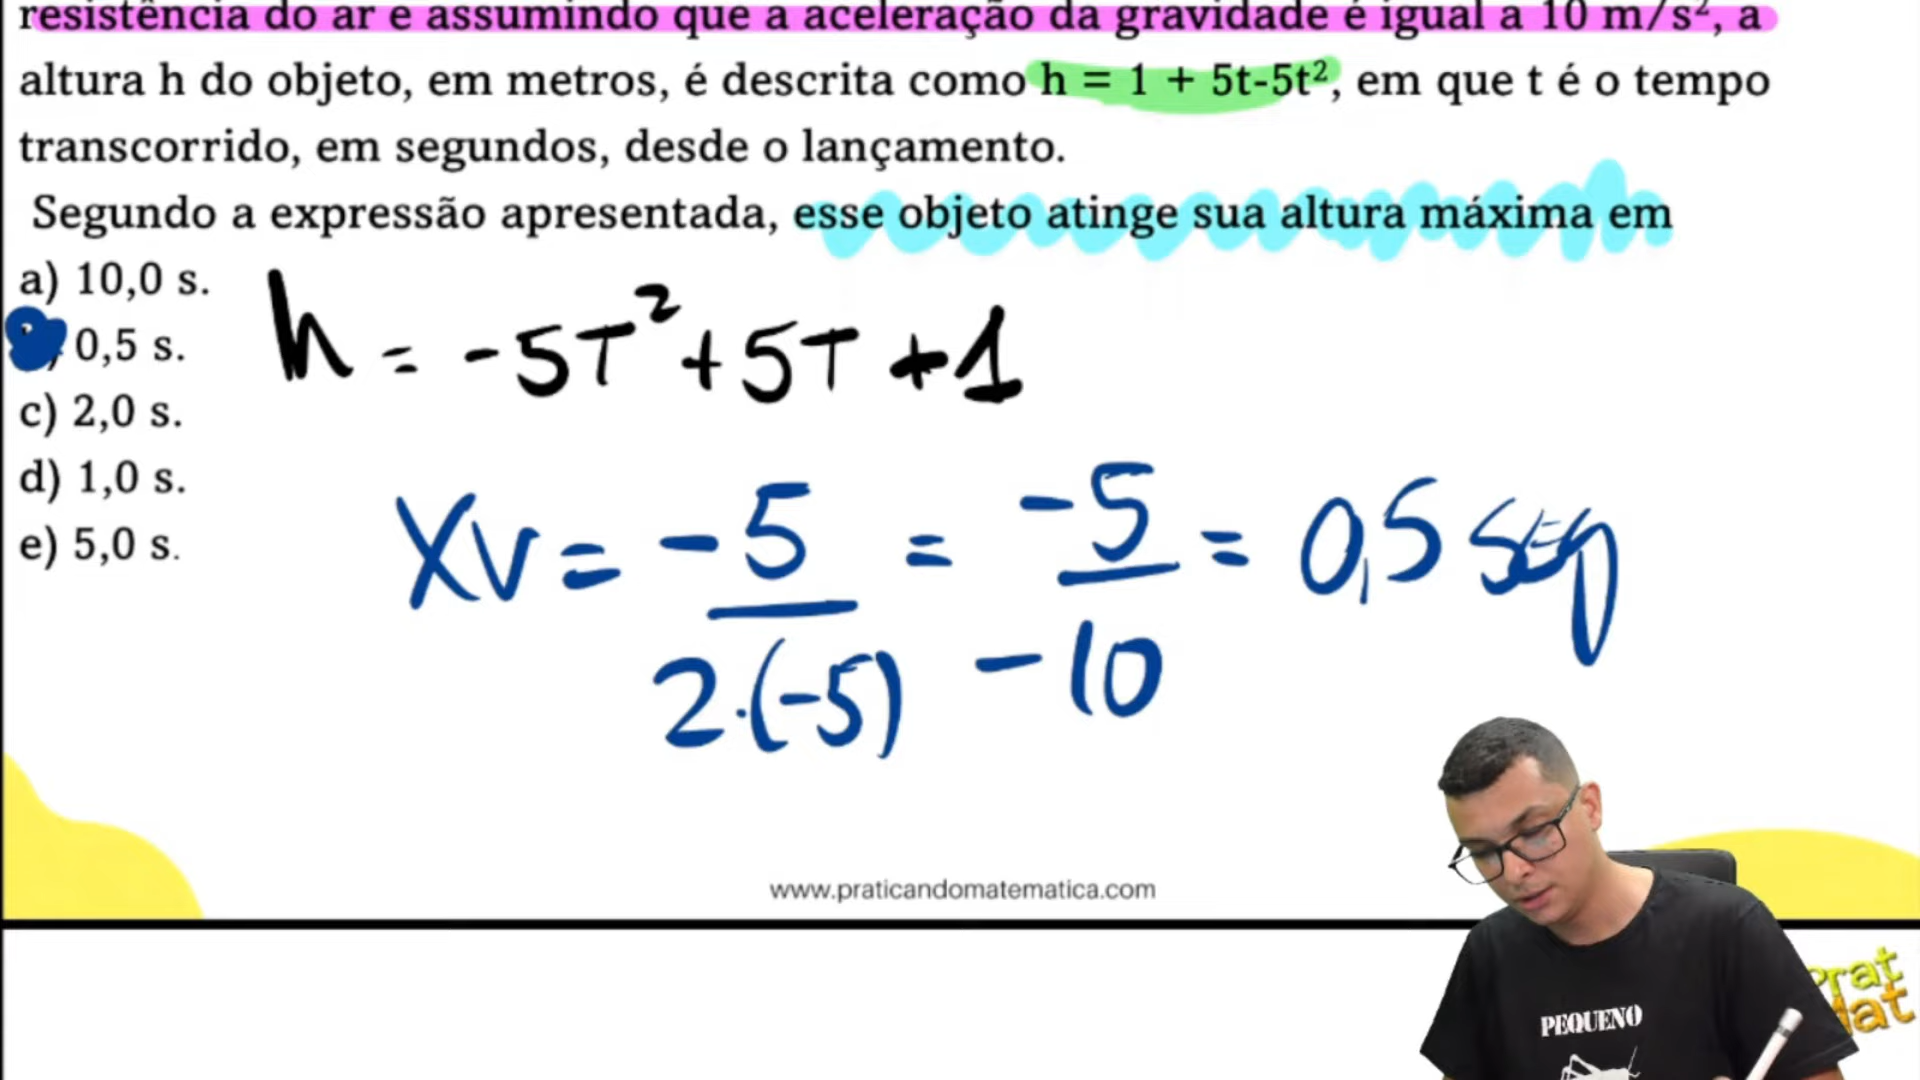 resistência do ar e assumindo que a aceleração da gravidade é igual a 10 m/s², a
altura h do objeto, em metros, é descrita como h = 1 + 5t-5t², em que t é o tempo
transcorrido, em segundos, desde o lançamento.
Segundo a expressão apresentada, esse objeto atinge sua altura máxima em
a) 10,0 s.
0,5 s.
c) 2,0 s.
d) 1,0 s.
e) 5,0 s.
h = -5T² + 5T + 1
XV = -5 / 2·(-5) = -5 / -10 = 0,5 seg
www.praticandomatematica.com
Prat
Mat
PEQUENO